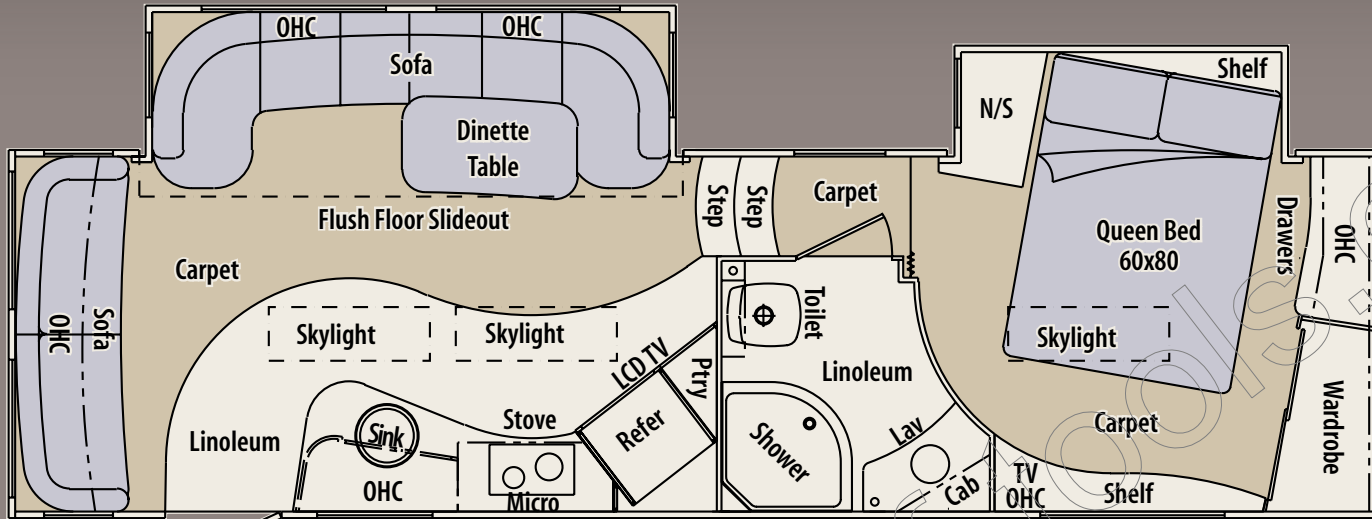 OHC
OHC
Sofa
Dinette
Table
Shelf
N/S
Step
Step
Carpet
Flush Floor Slideout
Queen Bed
60x80
Drawers
OHC
Carpet
Sofa
OHC
Skylight
Skylight
Toilet
Skylight
LCD TV
Ptry
Linoleum
Wardrobe
Linoleum
Sink
Stove
Refer
Shower
Lav
Carpet
OHC
Micro
Cab
TV
OHC
Shelf